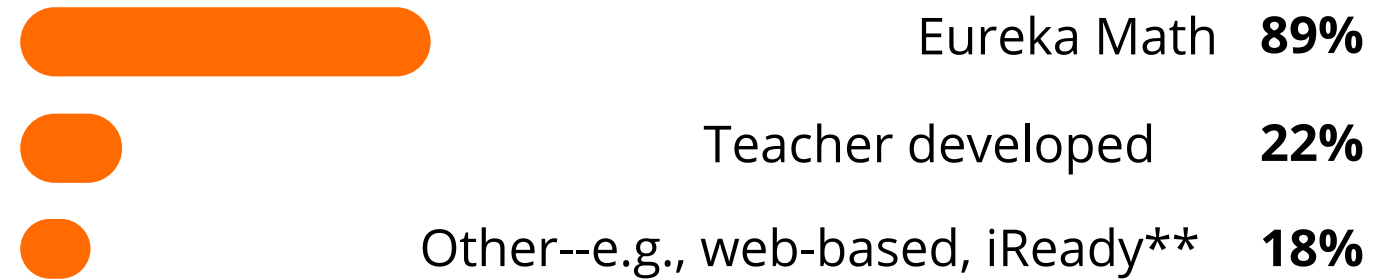 Eureka Math 89%
Teacher developed 22%
Other--e.g., web-based, iReady** 18%